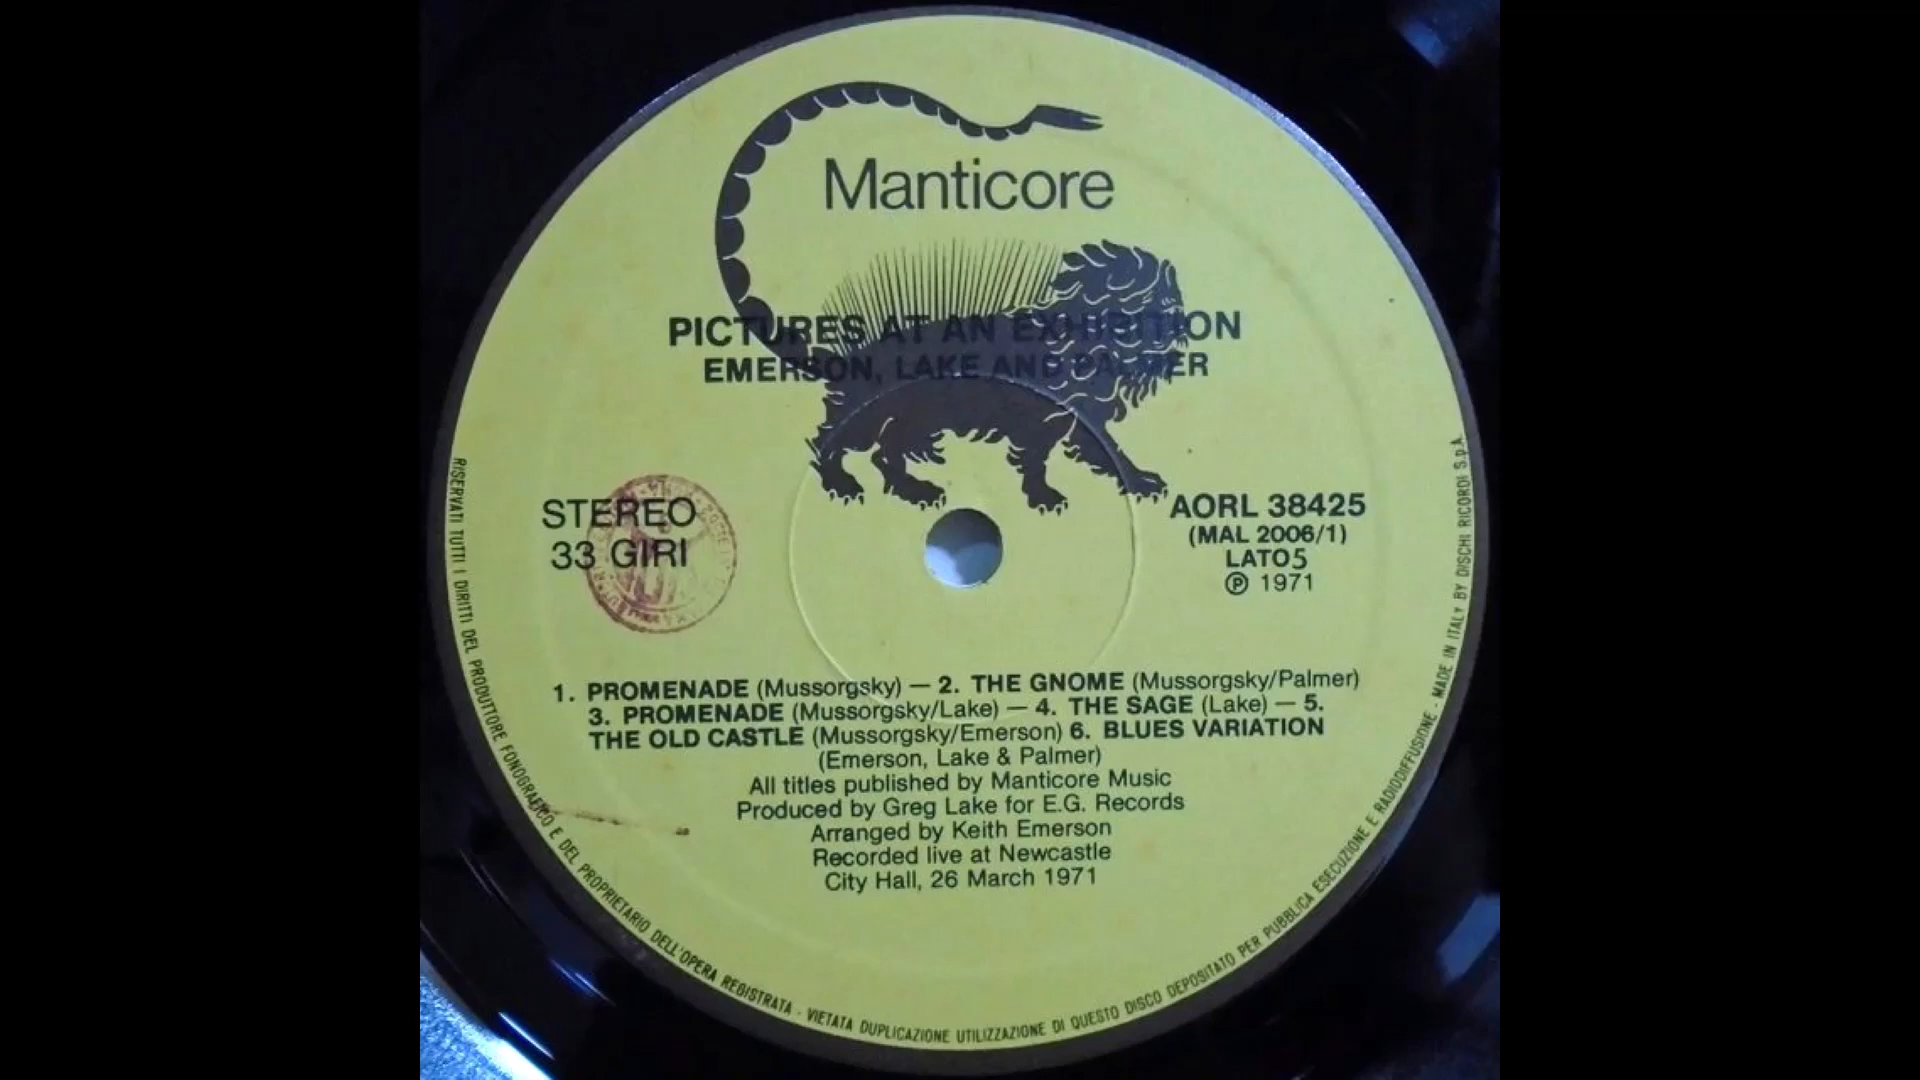 Manticore
PICTURES AT AN EXHIBITION
EMERSON, LAKE AND PALMER
STEREO
33 GIRI
AORL 38425
(MAL 2006/1)
LATO5
Ⓟ 1971
1. PROMENADE (Mussorgsky) — 2. THE GNOME (Mussorgsky/Palmer)
3. PROMENADE (Mussorgsky/Lake) — 4. THE SAGE (Lake) — 5.
THE OLD CASTLE (Mussorgsky/Emerson) 6. BLUES VARIATION
(Emerson, Lake & Palmer)
All titles published by Manticore Music
Produced by Greg Lake for E.G. Records
Arranged by Keith Emerson
Recorded live at Newcastle
City Hall, 26 March 1971
RISERVATI TUTTI I DIRITTI DEL PRODUTTORE FONOGRAFICO E DEL PROPRIETARIO DELL'OPERA REGISTRATA - VIETATA DUPLICAZIONE UTILIZZAZIONE DI QUESTO DISCO DEPOSITATO PER PUBBLICA ESECUZIONE E RADIODIFFUSIONE - MADE IN ITALY BY DISCHI RICORDI S.p.A.